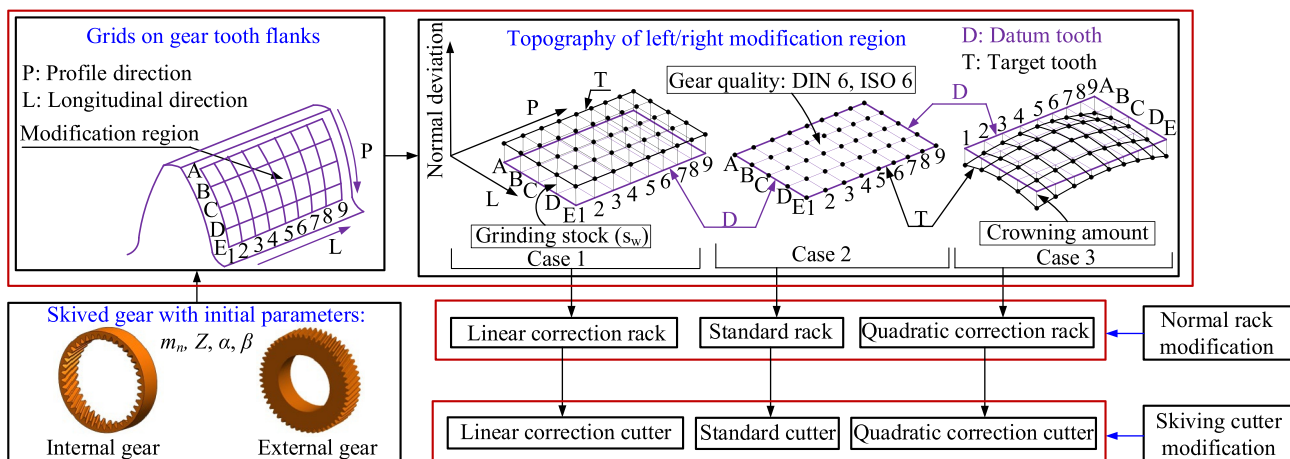 Grids on gear tooth flanks
P: Profile direction
L: Longitudinal direction
Modification region
A
B
C
D
E
1 2 3 4 5 6 7 8 9
P
L
Topography of left/right modification region
D: Datum tooth
T: Target tooth
Normal deviation
P
L
T
A
B
C
D
E 1 2 3 4 5 6 7 8 9
Grinding stock (sw)
Case 1
D
Gear quality: DIN 6, ISO 6
A
B
C
D
E 1 2 3 4 5 6 7 8 9
Case 2
D
T
1 2 3 4 5 6 7 8 9
A
B
C
D
E
Crowning amount
Case 3
Skived gear with initial parameters:
mn, Z, α, β
Internal gear
External gear
Linear correction rack
Standard rack
Quadratic correction rack
Normal rack
modification
Linear correction cutter
Standard cutter
Quadratic correction cutter
Skiving cutter
modification